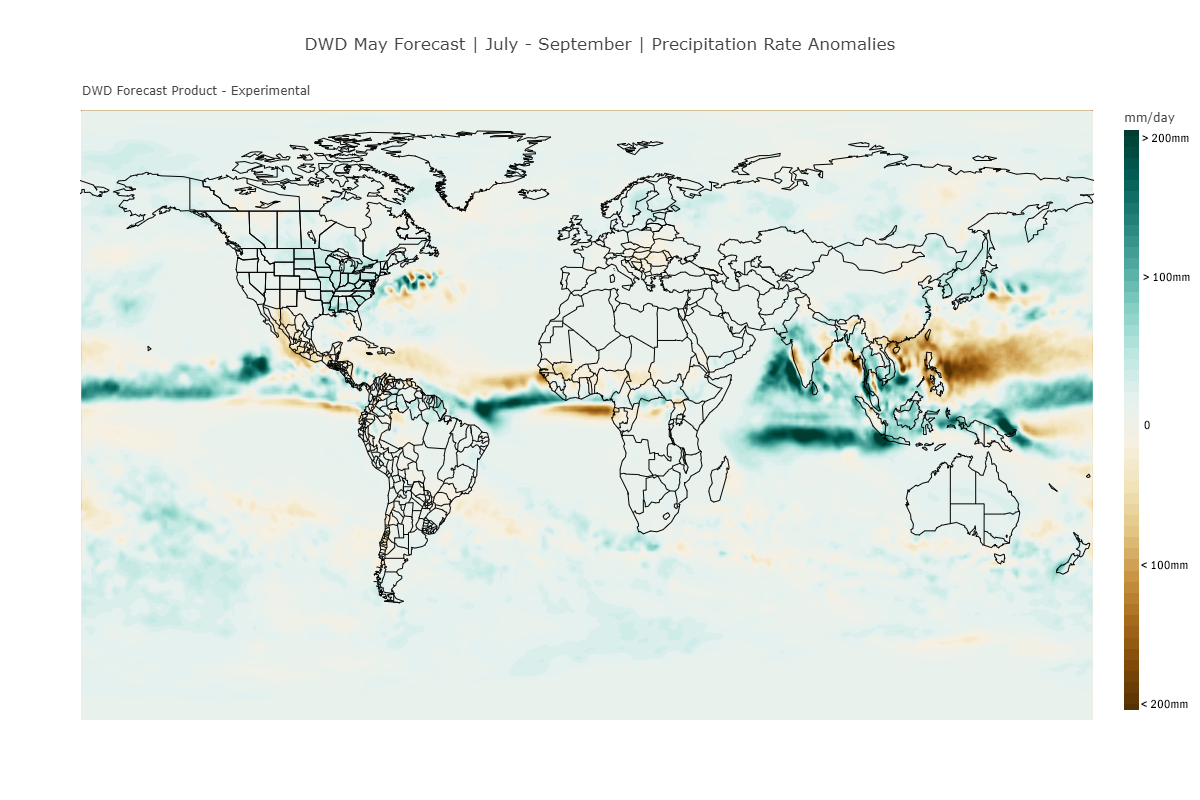 DWD May Forecast | July - September | Precipitation Rate Anomalies
DWD Forecast Product - Experimental
mm/day
> 200mm
> 100mm
0
< 100mm
< 200mm